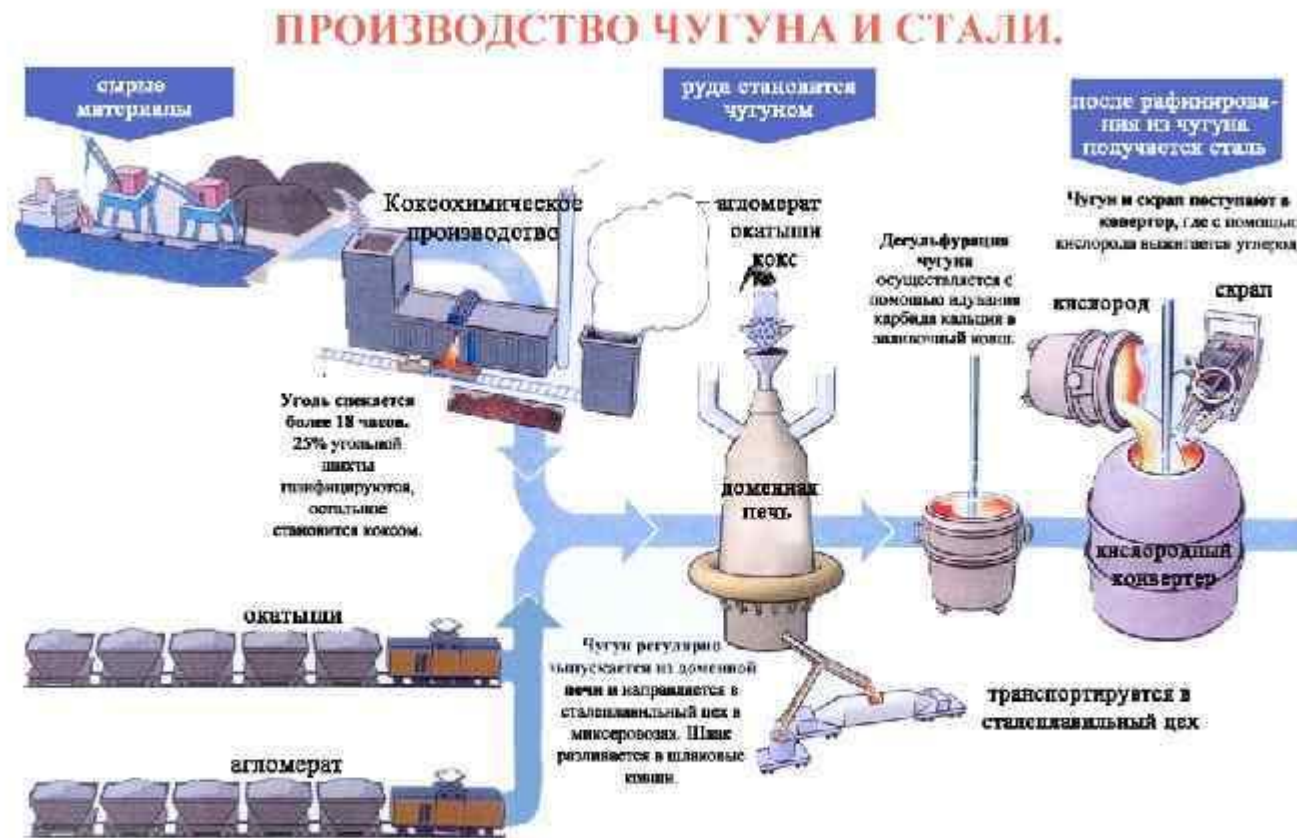 ПРОИЗВОДСТВО ЧУГУНА И СТАЛИ.
сырые
материалы
руда становится
чугуном
после рафинирова-
ния из чугуна
получается сталь
Коксохимическое
производство
агломерат
окатыши
кокс
Десульфурация
чугуна
осуществляется с
помощью вдувания
карбида кальция в
заливочный ковш.
Чугун и скрап поступают в
конвертор, где с помощью
кислорода выжигается углерод
кислород
скрап
Уголь спекается
более 18 часов.
25% угольной
шихты
газифицируются,
остальное
становится коксом.
доменная
печь
кислородный
конвертер
окатыши
Чугун регулярно
выпускается из доменной
печи и направляется в
сталеплавильный цех в
миксеровозах. Шлак
разливается в шлаковые
ковши.
транспортируется в
сталеплавильный цех
агломерат